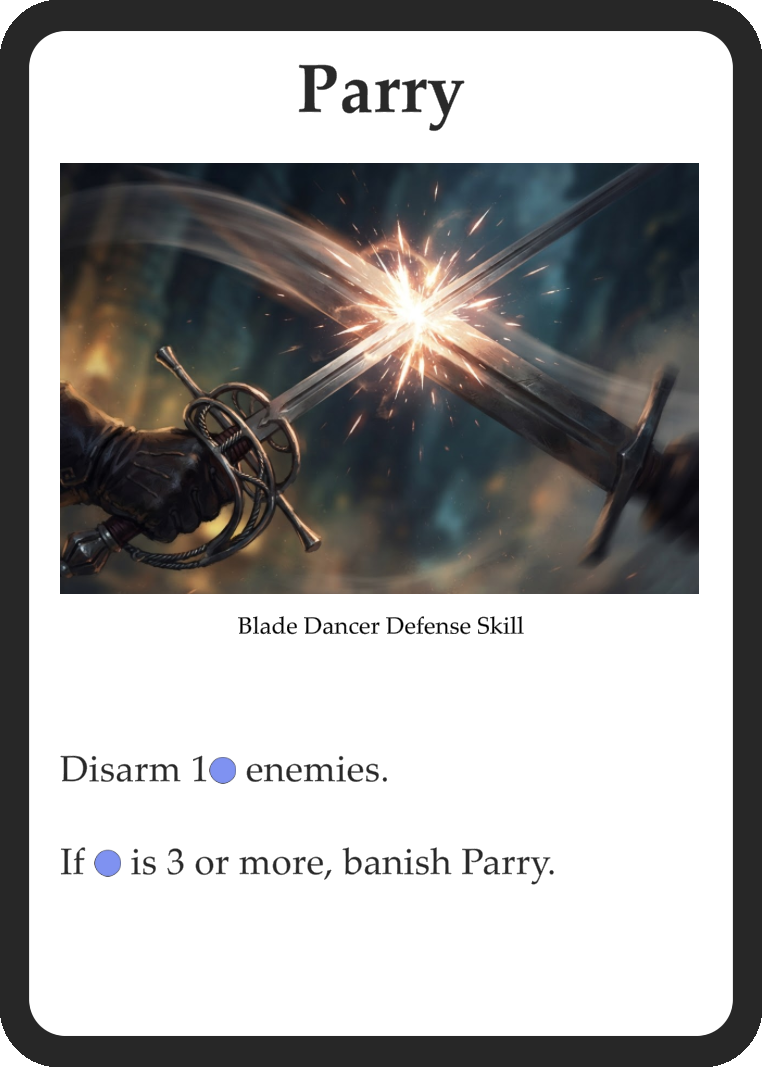 Parry
Blade Dancer Defense Skill
Disarm 1🔵 enemies.
If 🔵 is 3 or more, banish Parry.